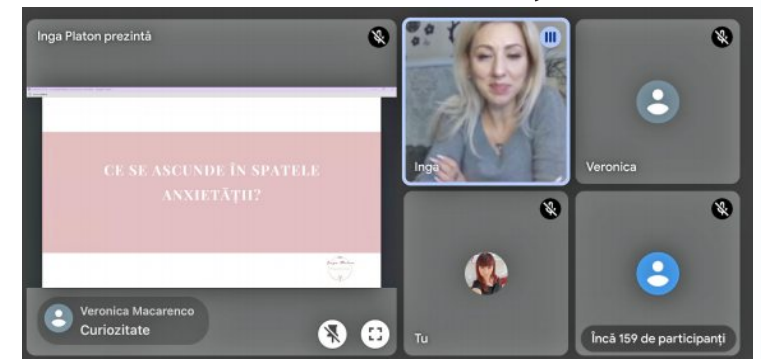 Inga Platon prezintă
CE SE ASCUNDE ÎN SPATELE
ANXIETĂȚII?
Veronica Macarenco
Curiozitate
Inga
Veronica
Tu
Încă 159 de participanți